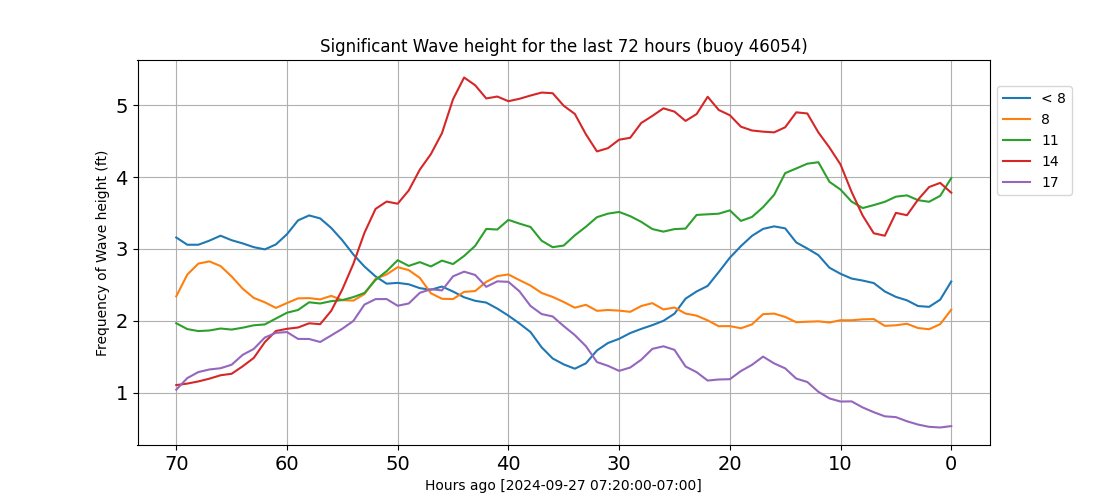 Significant Wave height for the last 72 hours (buoy 46054)
Frequency of Wave height (ft)
5
4
3
2
1
70 60 50 40 30 20 10 0
Hours ago [2024-09-27 07:20:00-07:00]
< 8
8
11
14
17